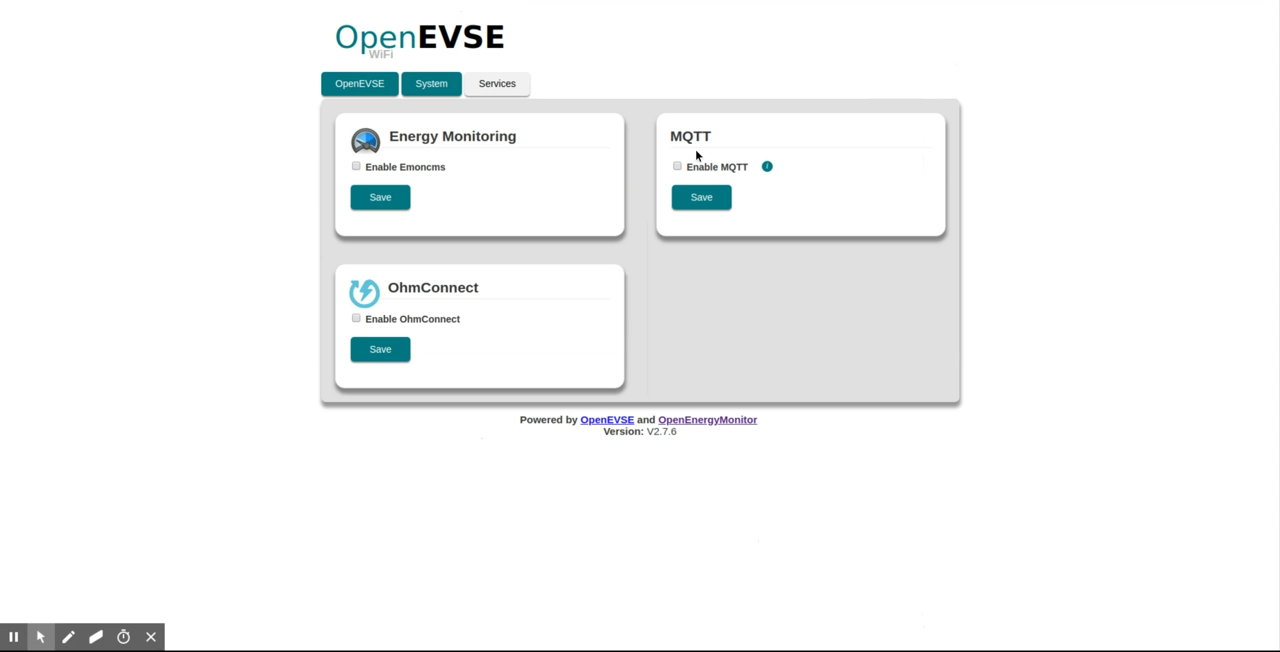 OpenEVSE
WiFi
OpenEVSE System Services
Energy Monitoring
Enable Emoncms
Save
MQTT
Enable MQTT i
Save
OhmConnect
Enable OhmConnect
Save
Powered by OpenEVSE and OpenEnergyMonitor
Version: V2.7.6